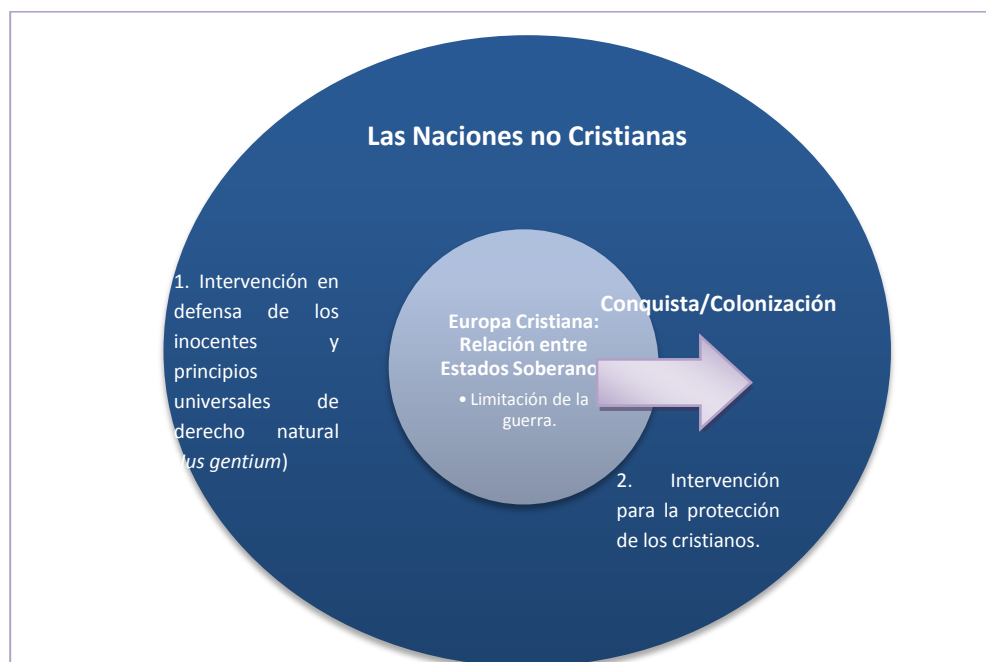 Las Naciones no Cristianas
1. Intervención en
defensa de los
inocentes y
principios
universales de
derecho natural
Ius gentium)
Europa Cristiana:
Relación entre
Estados Soberano
• Limitación de la
guerra.
Conquista/Colonización
2. Intervención
para la protección
de los cristianos.